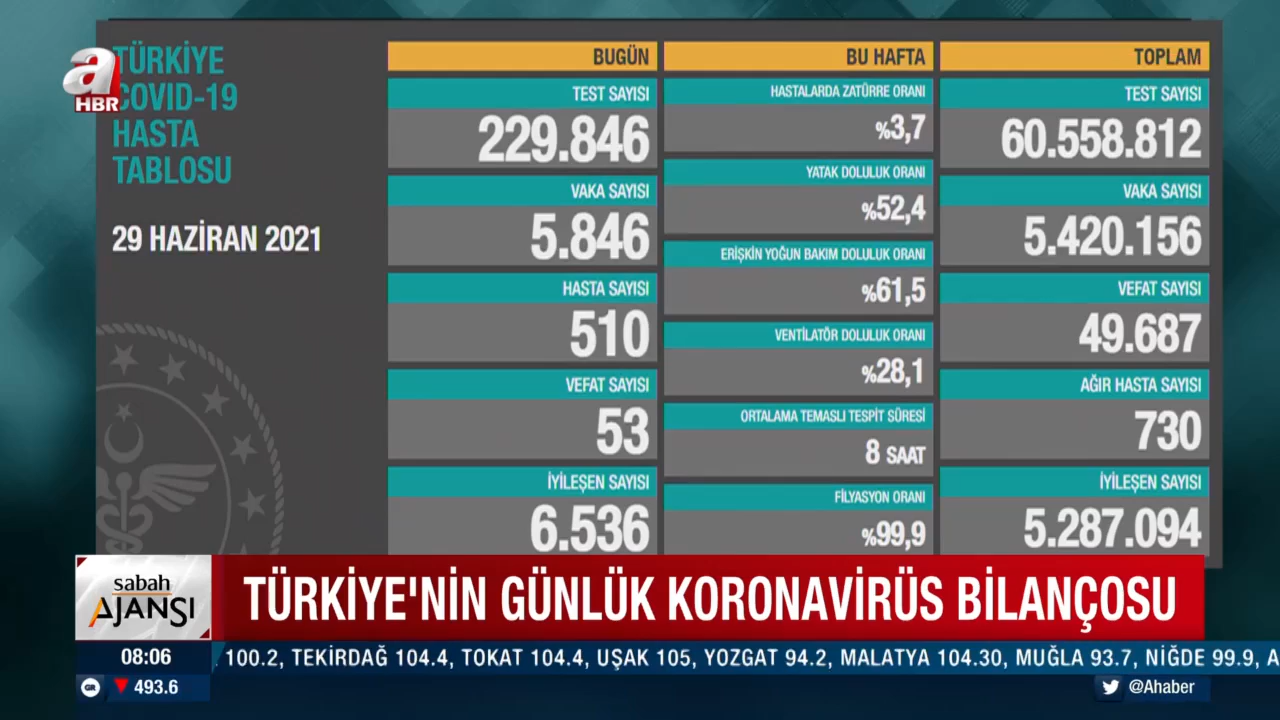 a
HBR
TÜRKİYE
COVID-19
HASTA
TABLOSU
29 HAZİRAN 2021
BUGÜN
TEST SAYISI
229.846
VAKA SAYISI
5.846
HASTA SAYISI
510
VEFAT SAYISI
53
İYİLEŞEN SAYISI
6.536
BU HAFTA
HASTALARDA ZATÜRRE ORANI
%3,7
YATAK DOLULUK ORANI
%52,4
ERİŞKİN YOĞUN BAKIM DOLULUK ORANI
%61,5
VENTİLATÖR DOLULUK ORANI
%28,1
ORTALAMA TEMASLI TESPİT SÜRESİ
8 SAAT
FİLYASYON ORANI
%99,9
TOPLAM
TEST SAYISI
60.558.812
VAKA SAYISI
5.420.156
VEFAT SAYISI
49.687
AĞIR HASTA SAYISI
730
İYİLEŞEN SAYISI
5.287.094
sabah
AJANSI
TÜRKİYE'NİN GÜNLÜK KORONAVİRÜS BİLANÇOSU
08:06
100.2, TEKİRDAĞ 104.4, TOKAT 104.4, UŞAK 105, YOZGAT 94.2, MALATYA 104.30, MUĞLA 93.7, NİĞDE 99.9, A
GR 493.6
@Ahaber